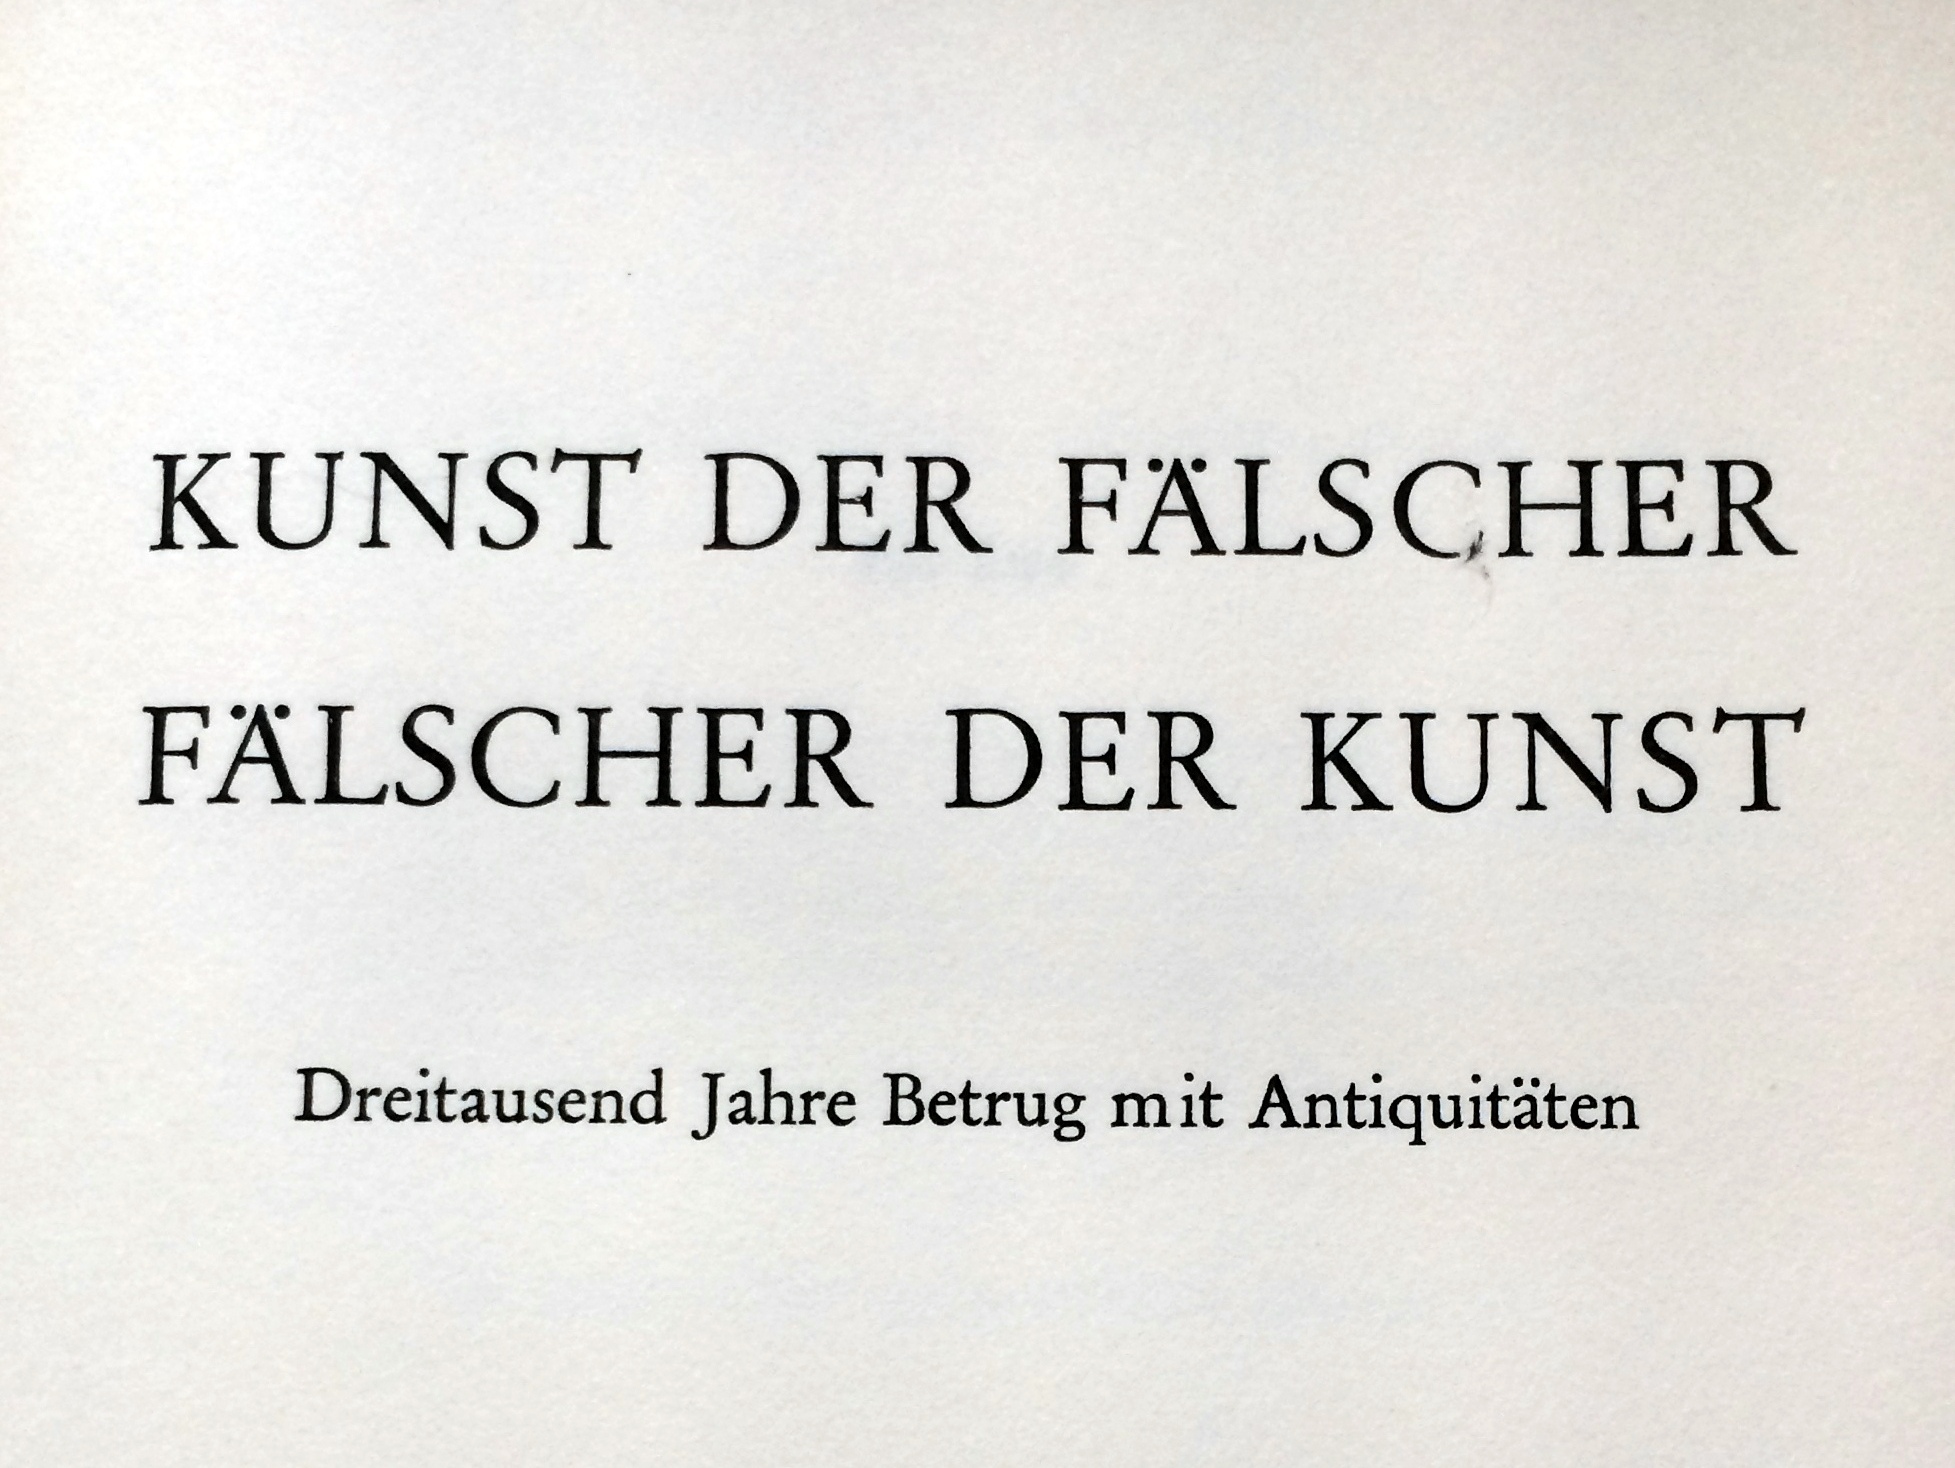 KUNST DER FÄLSCHER
FÄLSCHER DER KUNST
Dreitausend Jahre Betrug mit Antiquitäten